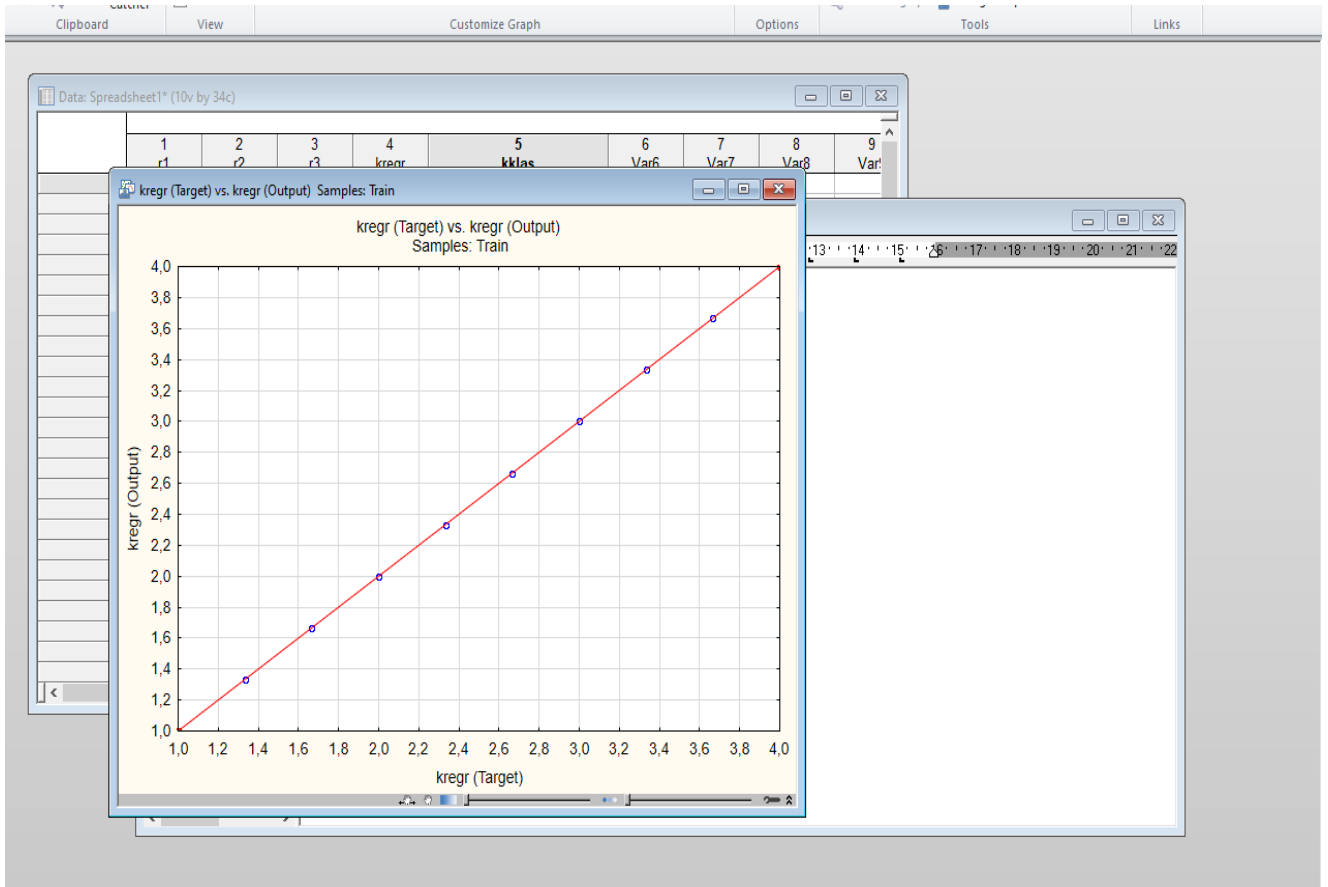 Clipboard View Customize Graph Options Tools Links
Data: Spreadsheet1* (10v by 34c)
1 2 3 4 5 6 7 8 9
r1 r2 r3 kregr kklas Var6 Var7 Var8
kregr (Target) vs. kregr (Output) Samples: Train
13 14 15 16 17 18 19 20 21 22
kregr (Target) vs. kregr (Output)
Samples: Train
4,0
3,8
3,6
3,4
3,2
3,0
2,8
2,6
2,4
2,2
2,0
1,8
1,6
1,4
1,2
1,0
kregr (Output)
1,0 1,2 1,4 1,6 1,8 2,0 2,2 2,4 2,6 2,8 3,0 3,2 3,4 3,6 3,8 4,0
kregr (Target)